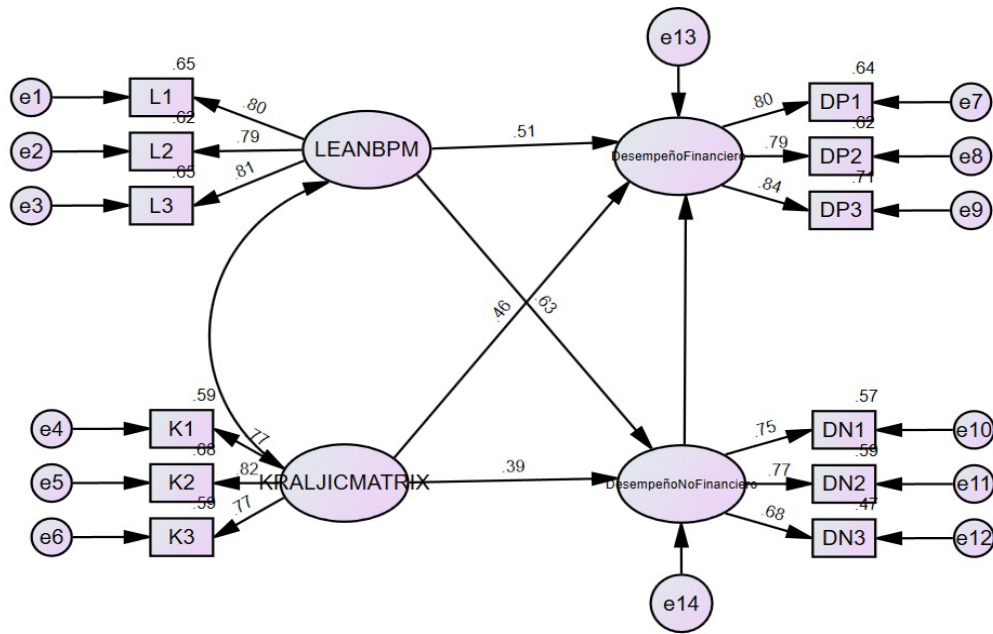 e13
.65
.64
e1
L1
.80
.80
DP1
e7
.62
.62
e2
L2
.79
LEANBPM
.51
DesempeñoFinanciero
.79
DP2
e8
.65
.71
e3
L3
.81
.84
DP3
e9
.46
.63
.59
.57
e4
K1
.77
.75
DN1
e10
.68
.59
e5
K2
.82
KRALJICMATRIX
.39
DesempeñoNoFinanciero
.77
DN2
e11
.59
.47
e6
K3
.77
.68
DN3
e12
e14